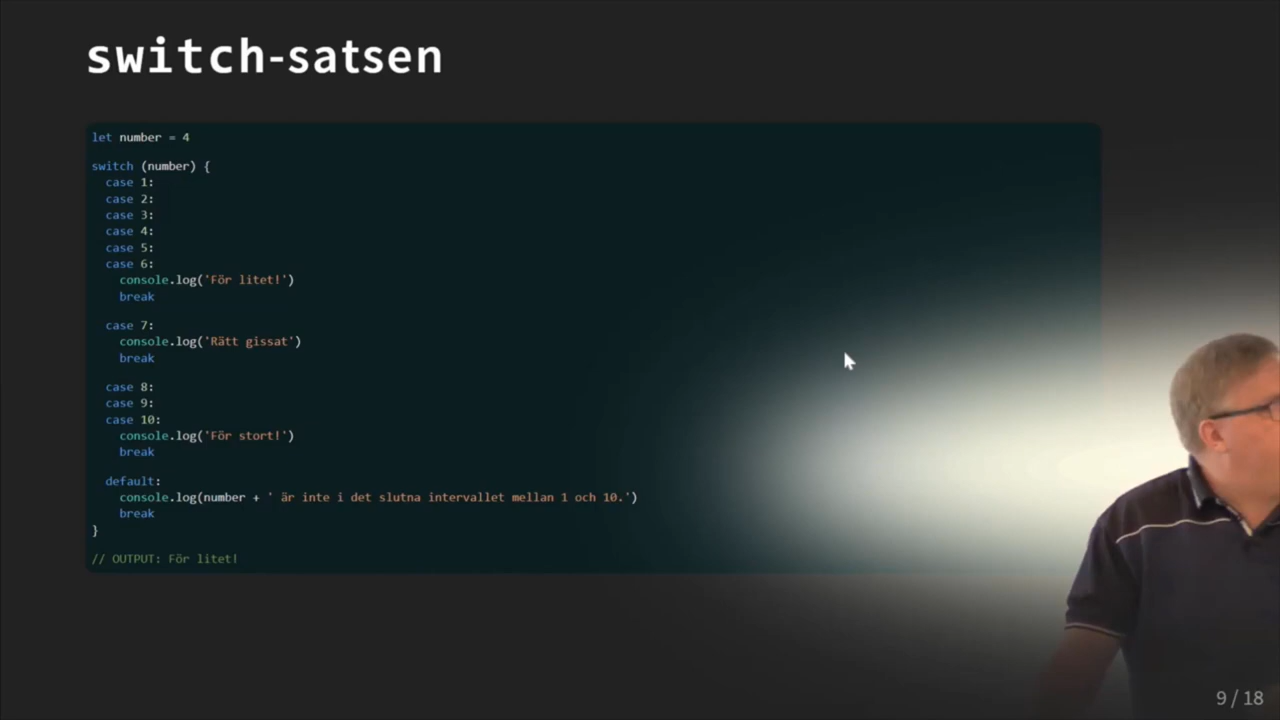 switch-satsen
let number = 4
switch (number) {
  case 1:
  case 2:
  case 3:
  case 4:
  case 5:
  case 6:
    console.log('För litet!')
    break
  case 7:
    console.log('Rätt gissat')
    break
  case 8:
  case 9:
  case 10:
    console.log('För stort!')
    break
  default:
    console.log(number + ' är inte i det slutna intervallet mellan 1 och 10.')
    break
}
// OUTPUT: För litet!
9 / 18